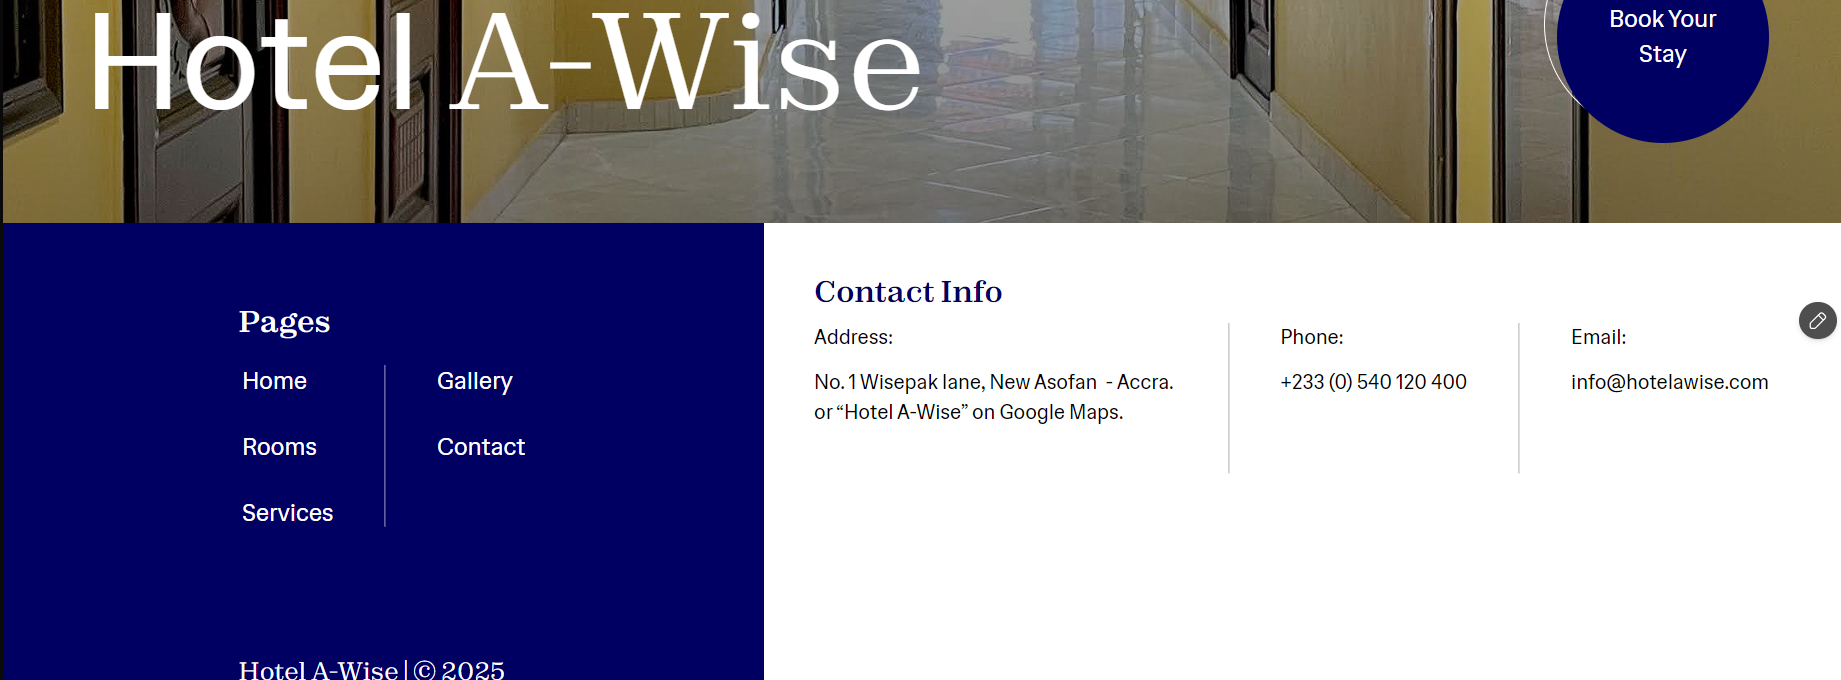 Hotel A-Wise
Book Your
Stay
Pages
Home
Rooms
Services
Gallery
Contact
Hotel A-Wise | © 2025
Contact Info
Address:
No. 1 Wisepak lane, New Asofan  - Accra.
or “Hotel A-Wise” on Google Maps.
Phone:
+233 (0) 540 120 400
Email:
info@hotelawise.com